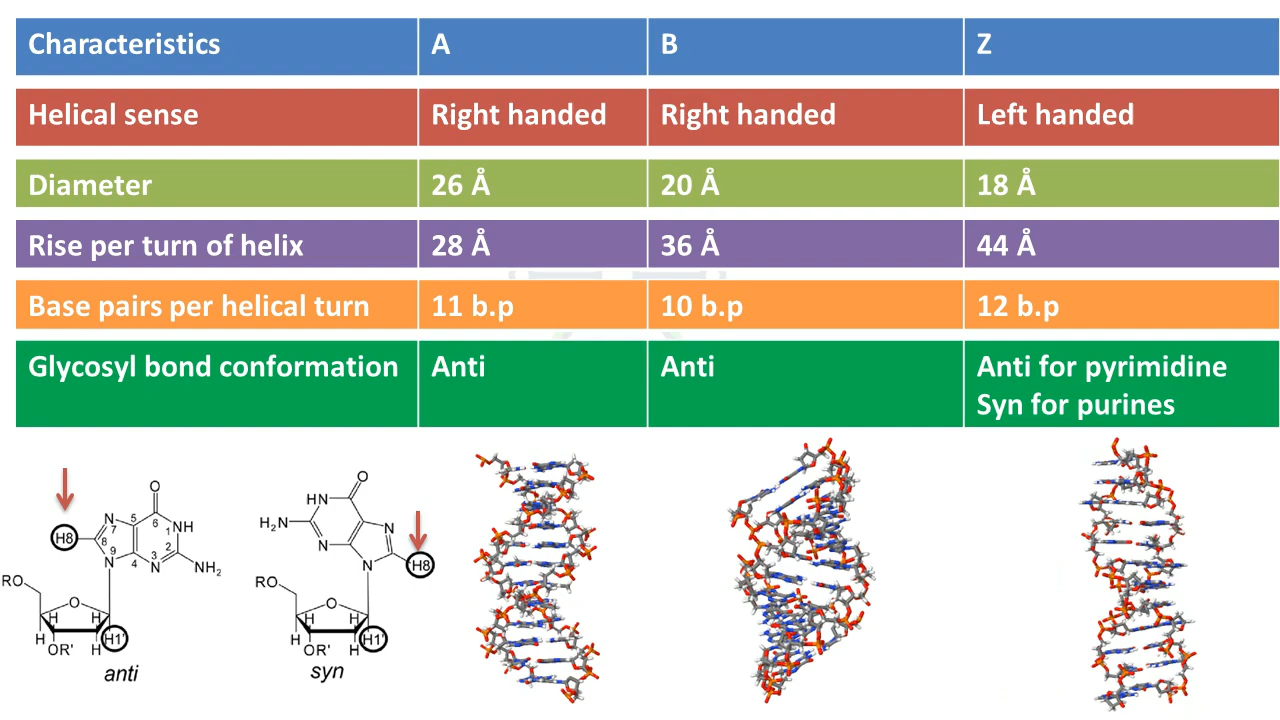 Characteristics A B Z
Helical sense Right handed Right handed Left handed
Diameter 26 Å 20 Å 18 Å
Rise per turn of helix 28 Å 36 Å 44 Å
Base pairs per helical turn 11 b.p 10 b.p 12 b.p
Glycosyl bond conformation Anti Anti Anti for pyrimidine
Syn for purines
O
5 6
N 7 NH 1
H8 8
9 4 3 2
N N NH₂
RO
O
H H
H H H1'
OR'
anti
O
HN
H₂N N
N N
H8
RO
O
H H
H H H1'
OR'
syn